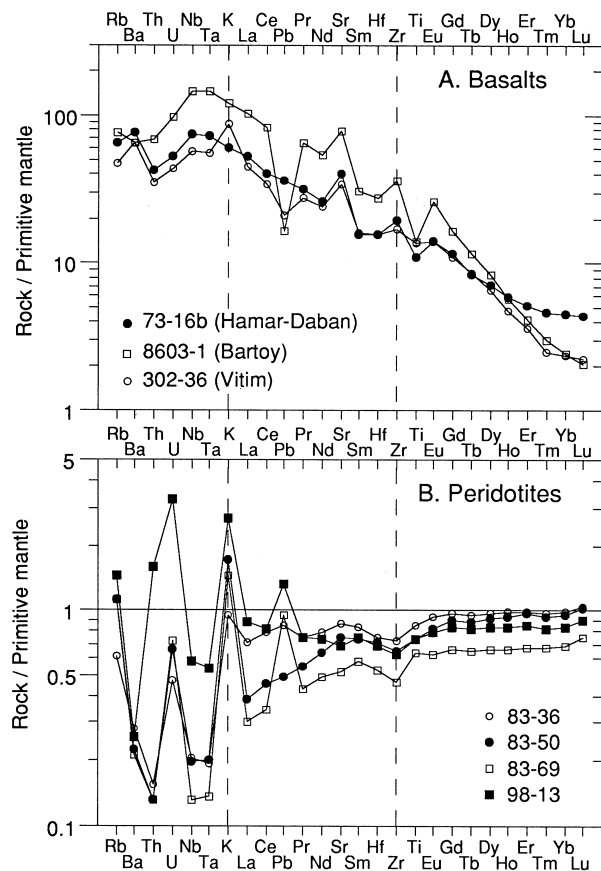 Rb Th Nb K Ce Pr Sr Hf Ti Gd Dy Er Yb
Ba U Ta La Pb Nd Sm Zr Eu Tb Ho Tm Lu
A. Basalts
100
10
1
Rock / Primitive mantle
73-16b (Hamar-Daban)
8603-1 (Bartoy)
302-36 (Vitim)
Rb Th Nb K Ce Pr Sr Hf Ti Gd Dy Er Yb
Ba U Ta La Pb Nd Sm Zr Eu Tb Ho Tm Lu
5
B. Peridotites
1
0.5
0.1
Rock / Primitive mantle
83-36
83-50
83-69
98-13
Rb Th Nb K Ce Pr Sr Hf Ti Gd Dy Er Yb
Ba U Ta La Pb Nd Sm Zr Eu Tb Ho Tm Lu